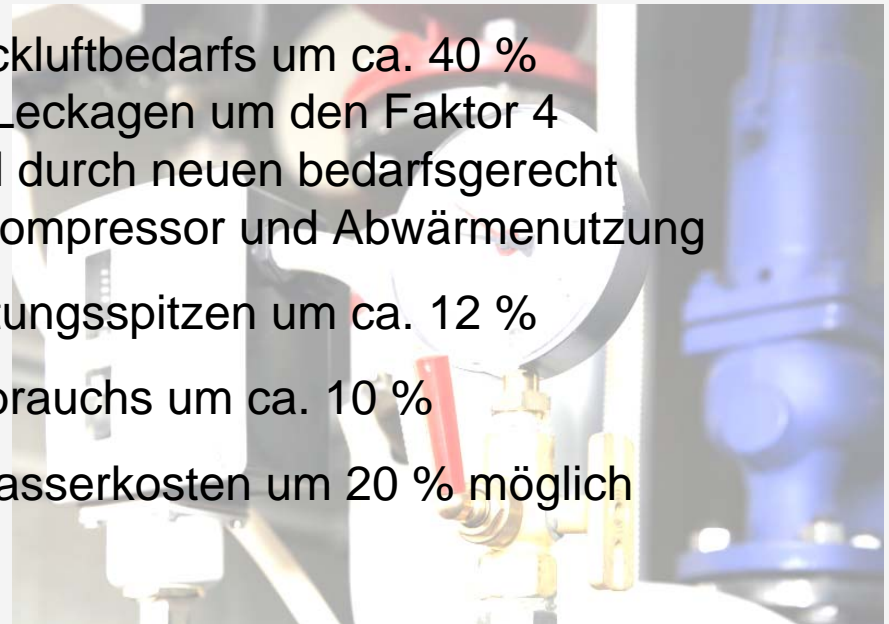 ckluftbedarfs um ca. 40 %
Leckagen um den Faktor 4
durch neuen bedarfsgerecht
ompressor und Abwärmenutzung
tungsspitzen um ca. 12 %
brauchs um ca. 10 %
asserkosten um 20 % möglich